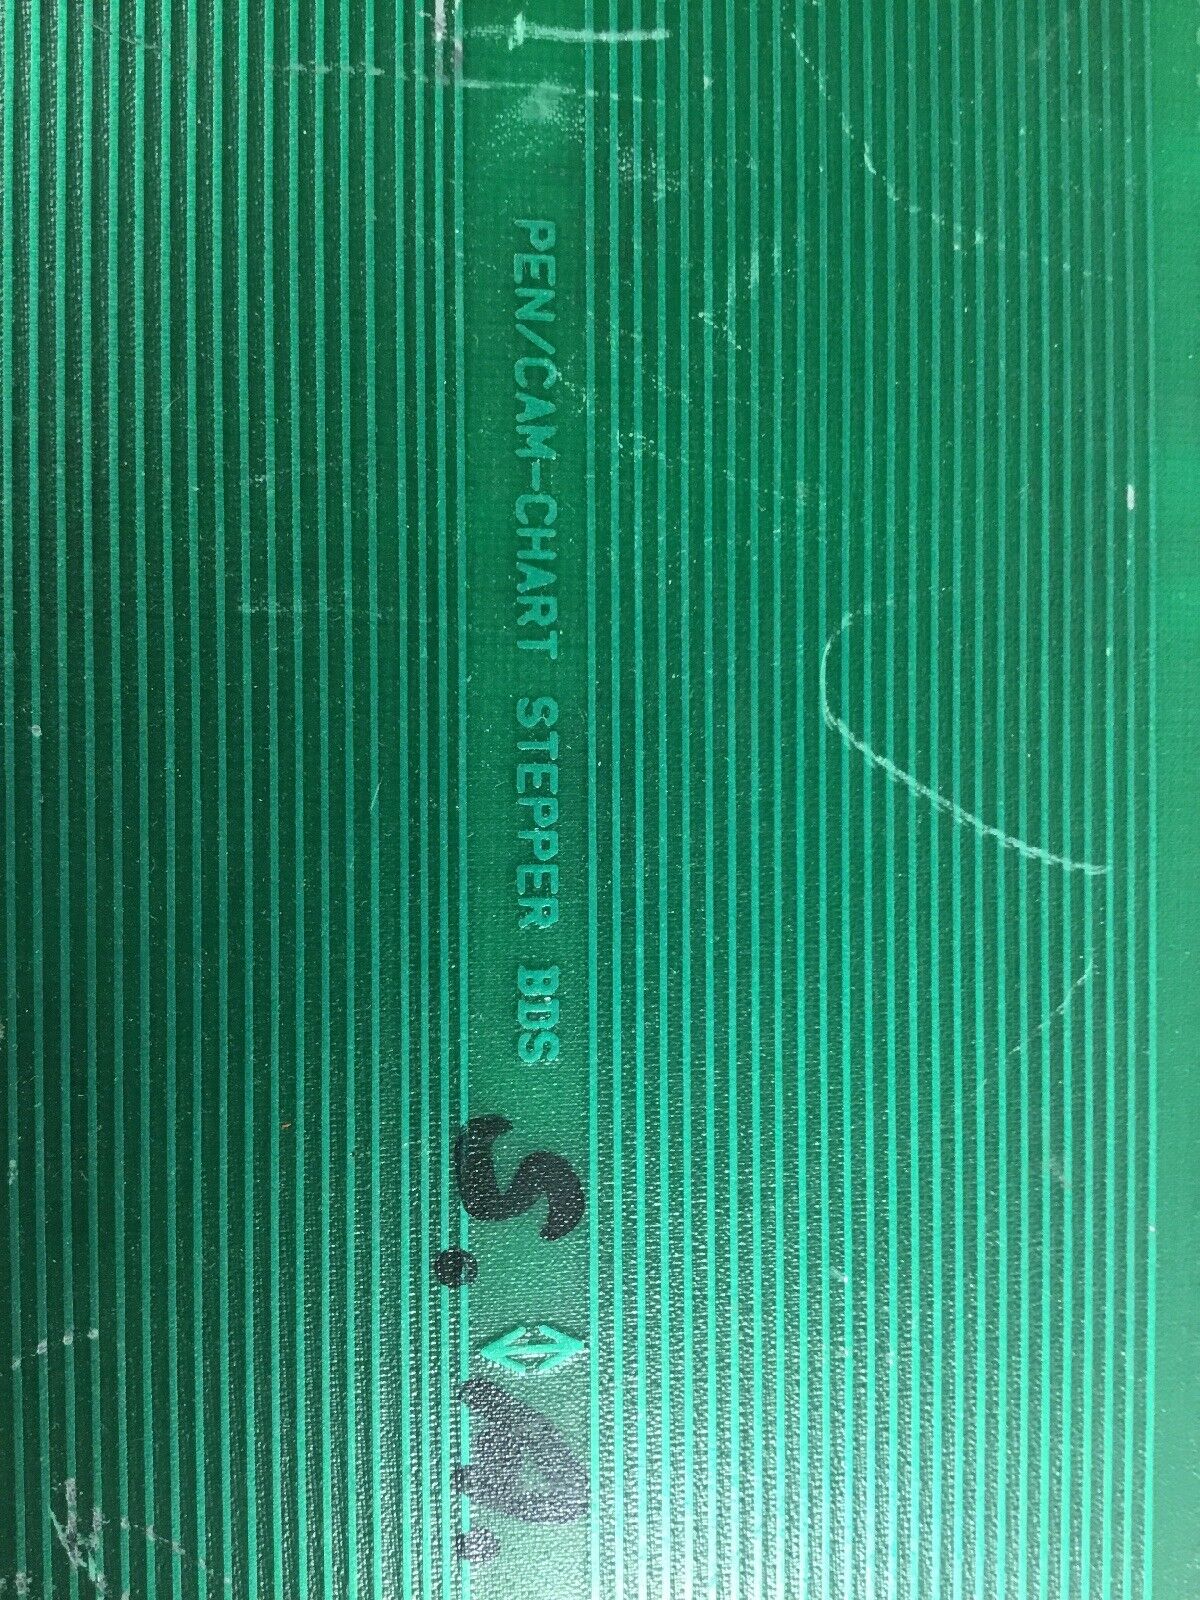 PEN/CAM-CHART STEPPER BDS
S.D.